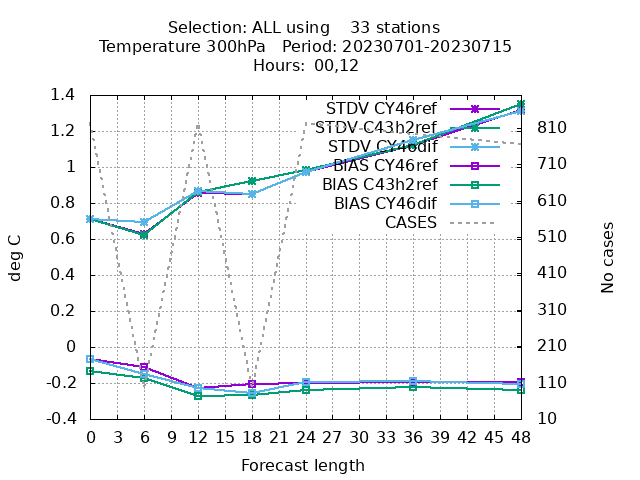 Selection: ALL using    33 stations
Temperature 300hPa   Period: 20230701-20230715
Hours:  00,12
STDV CY46ref
STDV C43h2ref
STDV CY46dif
BIAS CY46ref
BIAS C43h2ref
BIAS CY46dif
CASES
1.4
1.2
1
0.8
0.6
0.4
0.2
0
-0.2
-0.4
deg C
810
710
610
510
410
310
210
110
10
No cases
0 3 6 9 12 15 18 21 24 27 30 33 36 39 42 45 48
Forecast length